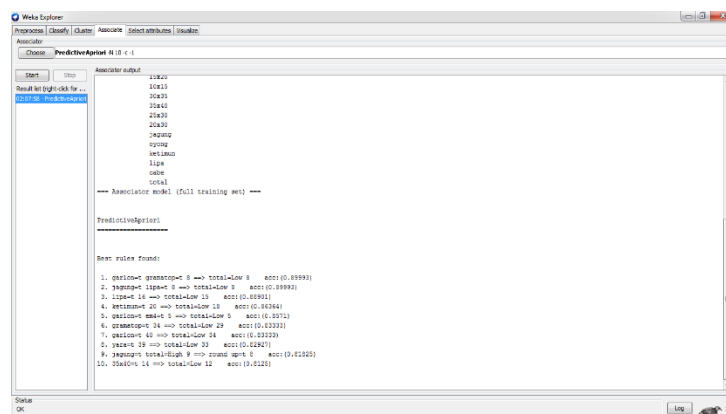 Weka Explorer
Preprocess Classify Cluster Associate Select attributes Visualize
Associator
Choose PredictiveApriori -N 10 -c -1
Start Stop
Associator output
Result list (right-click for ...
02:07:58 PredictiveApriori
15x20
10x15
30x35
35x40
25x30
20x30
jagung
oyong
ketimun
lipa
cabe
total
=== Associator model (full training set) ===
PredictiveApriori
===================
Best rules found:
1. garlon=t gramatop=t 8 ==> total=Low 8 acc:(0.89993)
2. jagung=t lipa=t 8 ==> total=Low 8 acc:(0.89993)
3. lipa=t 16 ==> total=Low 15 acc:(0.88901)
4. ketimun=t 20 ==> total=Low 18 acc:(0.86364)
5. garlon=t em4=t 5 ==> total=Low 5 acc:(0.8571)
6. gramatop=t 34 ==> total=Low 29 acc:(0.83333)
7. garlon=t 40 ==> total=Low 34 acc:(0.83333)
8. yara=t 39 ==> total=Low 33 acc:(0.82927)
9. jagung=t total=High 9 ==> round up=t 8 acc:(0.81825)
10. 35x40=t 14 ==> total=Low 12 acc:(0.8128)
Status
OK
Log